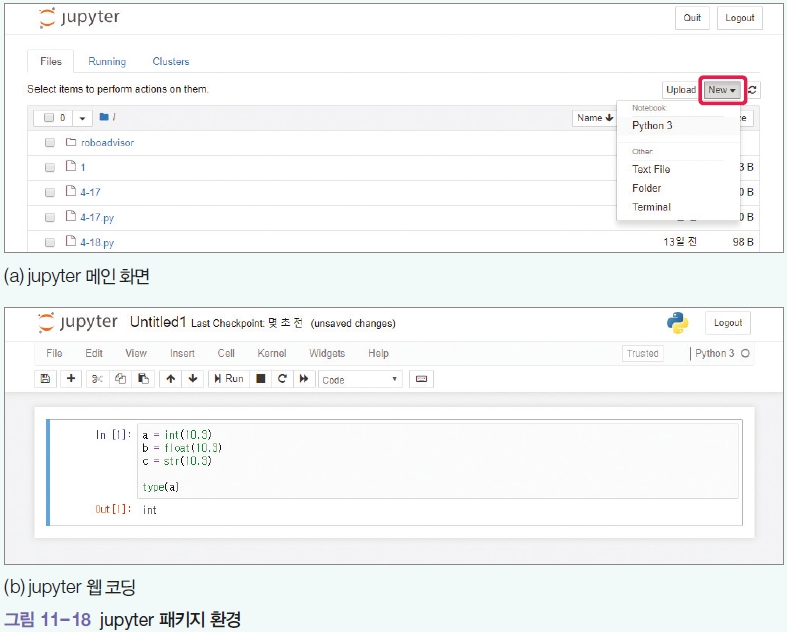 jupyter Quit Logout
Files Running Clusters
Select items to perform actions on them. Upload New
Notebook:
0 / Name Python 3
roboadvisor Other:
1 Text File 3 B
4-17 Folder 0 B
4-17.py Terminal 0 B
4-18.py 13일 전 98 B
(a) jupyter 메인 화면
jupyter Untitled1 Last Checkpoint: 몇 초 전 (unsaved changes) Logout
File Edit View Insert Cell Kernel Widgets Help Trusted Python 3
Run Code
In [1]: a = int(10.3)
b = float(10.3)
c = str(10.3)
type(a)
Out[1]: int
(b) jupyter 웹 코딩
그림 11-18 jupyter 패키지 환경